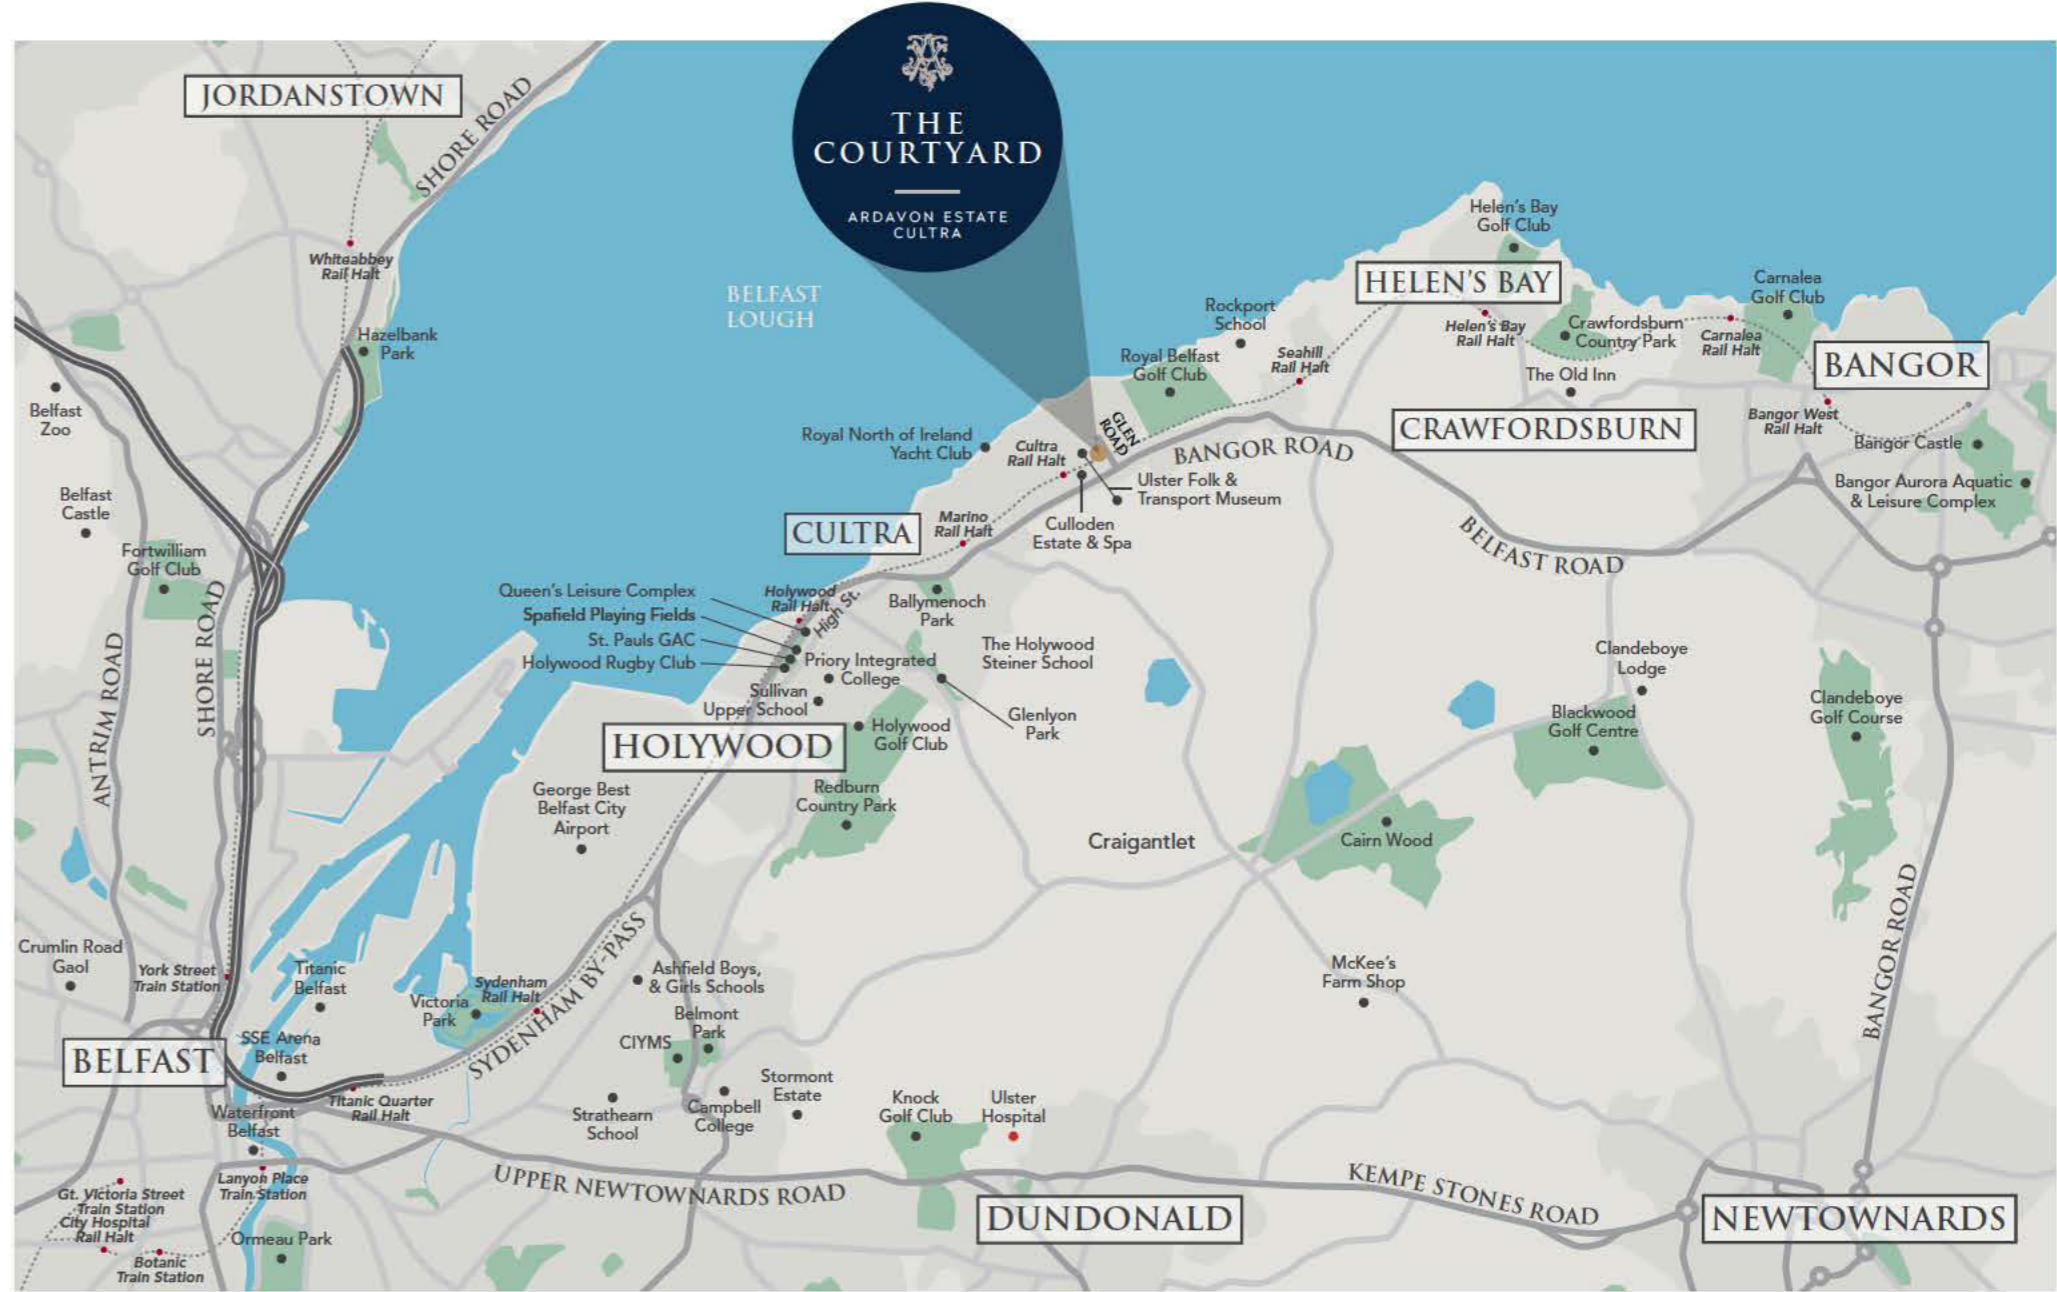 THE
COURTYARD
ARDAVON ESTATE
CULTRA
JORDANSTOWN
SHORE ROAD
Whiteabbey
Rail Halt
Hazelbank
Park
BELFAST
LOUGH
Belfast
Zoo
Belfast
Castle
Fortwilliam
Golf Club
SHORE ROAD
ANTRIM ROAD
Helen's Bay
Golf Club
HELEN'S BAY
Helen's Bay
Rail Halt
Crawfordsburn
Country Park
Carnalea
Golf Club
Carnalea
Rail Halt
BANGOR
The Old Inn
CRAWFORDSBURN
Bangor West
Rail Halt
Bangor Castle
Bangor Aurora Aquatic
& Leisure Complex
Rockport
School
Seahill
Rail Halt
Royal Belfast
Golf Club
GLEN
ROAD
BANGOR ROAD
BELFAST ROAD
Royal North of Ireland
Yacht Club
Cultra
Rail Halt
Ulster Folk &
Transport Museum
Culloden
Estate & Spa
CULTRA
Marino
Rail Halt
Queen's Leisure Complex
Spafield Playing Fields
St. Pauls GAC
Holywood Rugby Club
Holywood
Rail Halt
High St.
Ballymenoch
Park
The Holywood
Steiner School
Priory Integrated
College
Sullivan
Upper School
Glenlyon
Park
HOLYWOOD
Holywood
Golf Club
Redburn
Country Park
George Best
Belfast City
Airport
Craigantlet
Cairn Wood
Clandeboye
Lodge
Blackwood
Golf Centre
Clandeboye
Golf Course
BANGOR ROAD
McKee's
Farm Shop
Crumlin Road
Gaol
York Street
Train Station
Titanic
Belfast
Victoria
Park
Sydenham
Rail Halt
SYDENHAM BY-PASS
Ashfield Boys,
& Girls Schools
Belmont
Park
CIYMS
BELFAST
SSE Arena
Belfast
Titanic Quarter
Rail Halt
Waterfront
Belfast
Strathearn
School
Campbell
College
Stormont
Estate
Knock
Golf Club
Ulster
Hospital
Lanyon Place
Train Station
Gt. Victoria Street
Train Station
City Hospital
Rail Halt
Botanic
Train Station
Ormeau Park
UPPER NEWTOWNARDS ROAD
DUNDONALD
KEMPE STONES ROAD
NEWTOWNARDS